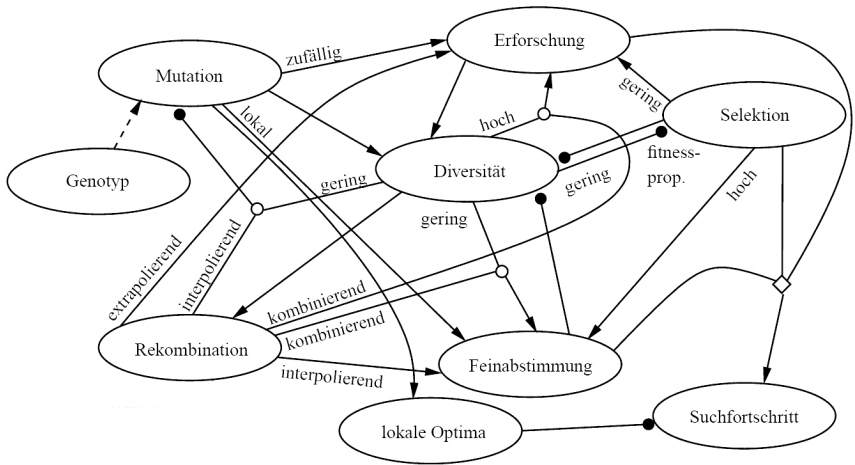 Erforschung
zufällig
Mutation
gering
Selektion
lokal
hoch
fitness-
prop.
Diversität
Genotyp
gering
gering
gering
hoch
extrapolierend
interpolierend
kombinierend
kombinierend
Rekombination
interpolierend
Feinabstimmung
lokale Optima
Suchfortschritt